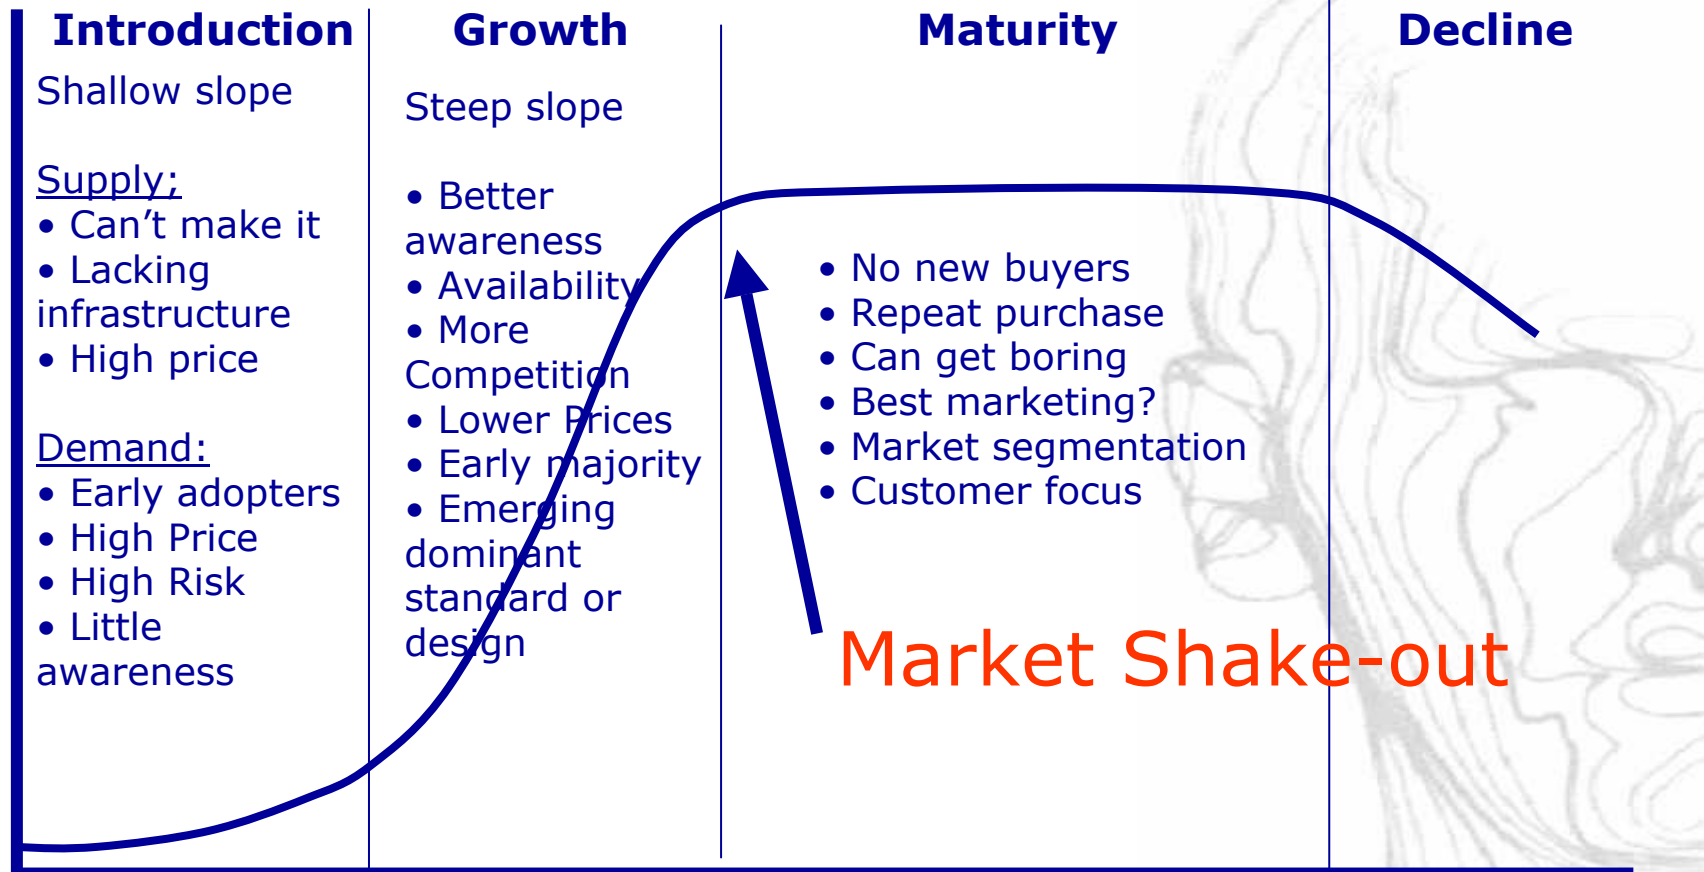 Introduction
Shallow slope
Supply;
• Can’t make it
• Lacking
infrastructure
• High price
Demand:
• Early adopters
• High Price
• High Risk
• Little
awareness
Growth
Steep slope
• Better
awareness
• Availability
• More
Competition
• Lower Prices
• Early majority
• Emerging
dominant
standard or
design
Maturity
• No new buyers
• Repeat purchase
• Can get boring
• Best marketing?
• Market segmentation
• Customer focus
Market Shake-out
Decline